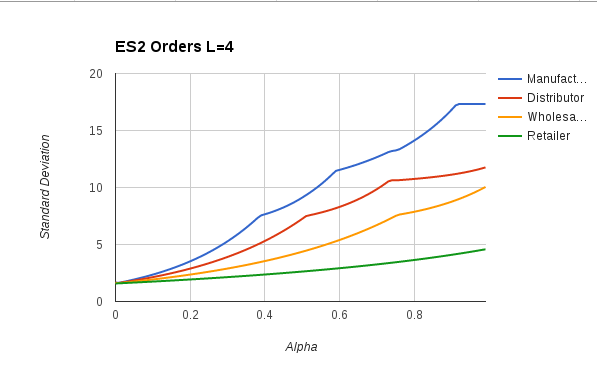 ES2 Orders L=4
20
15
10
5
0
Standard Deviation
0
0.2
0.4
0.6
0.8
Alpha
Manufact...
Distributor
Wholesa...
Retailer